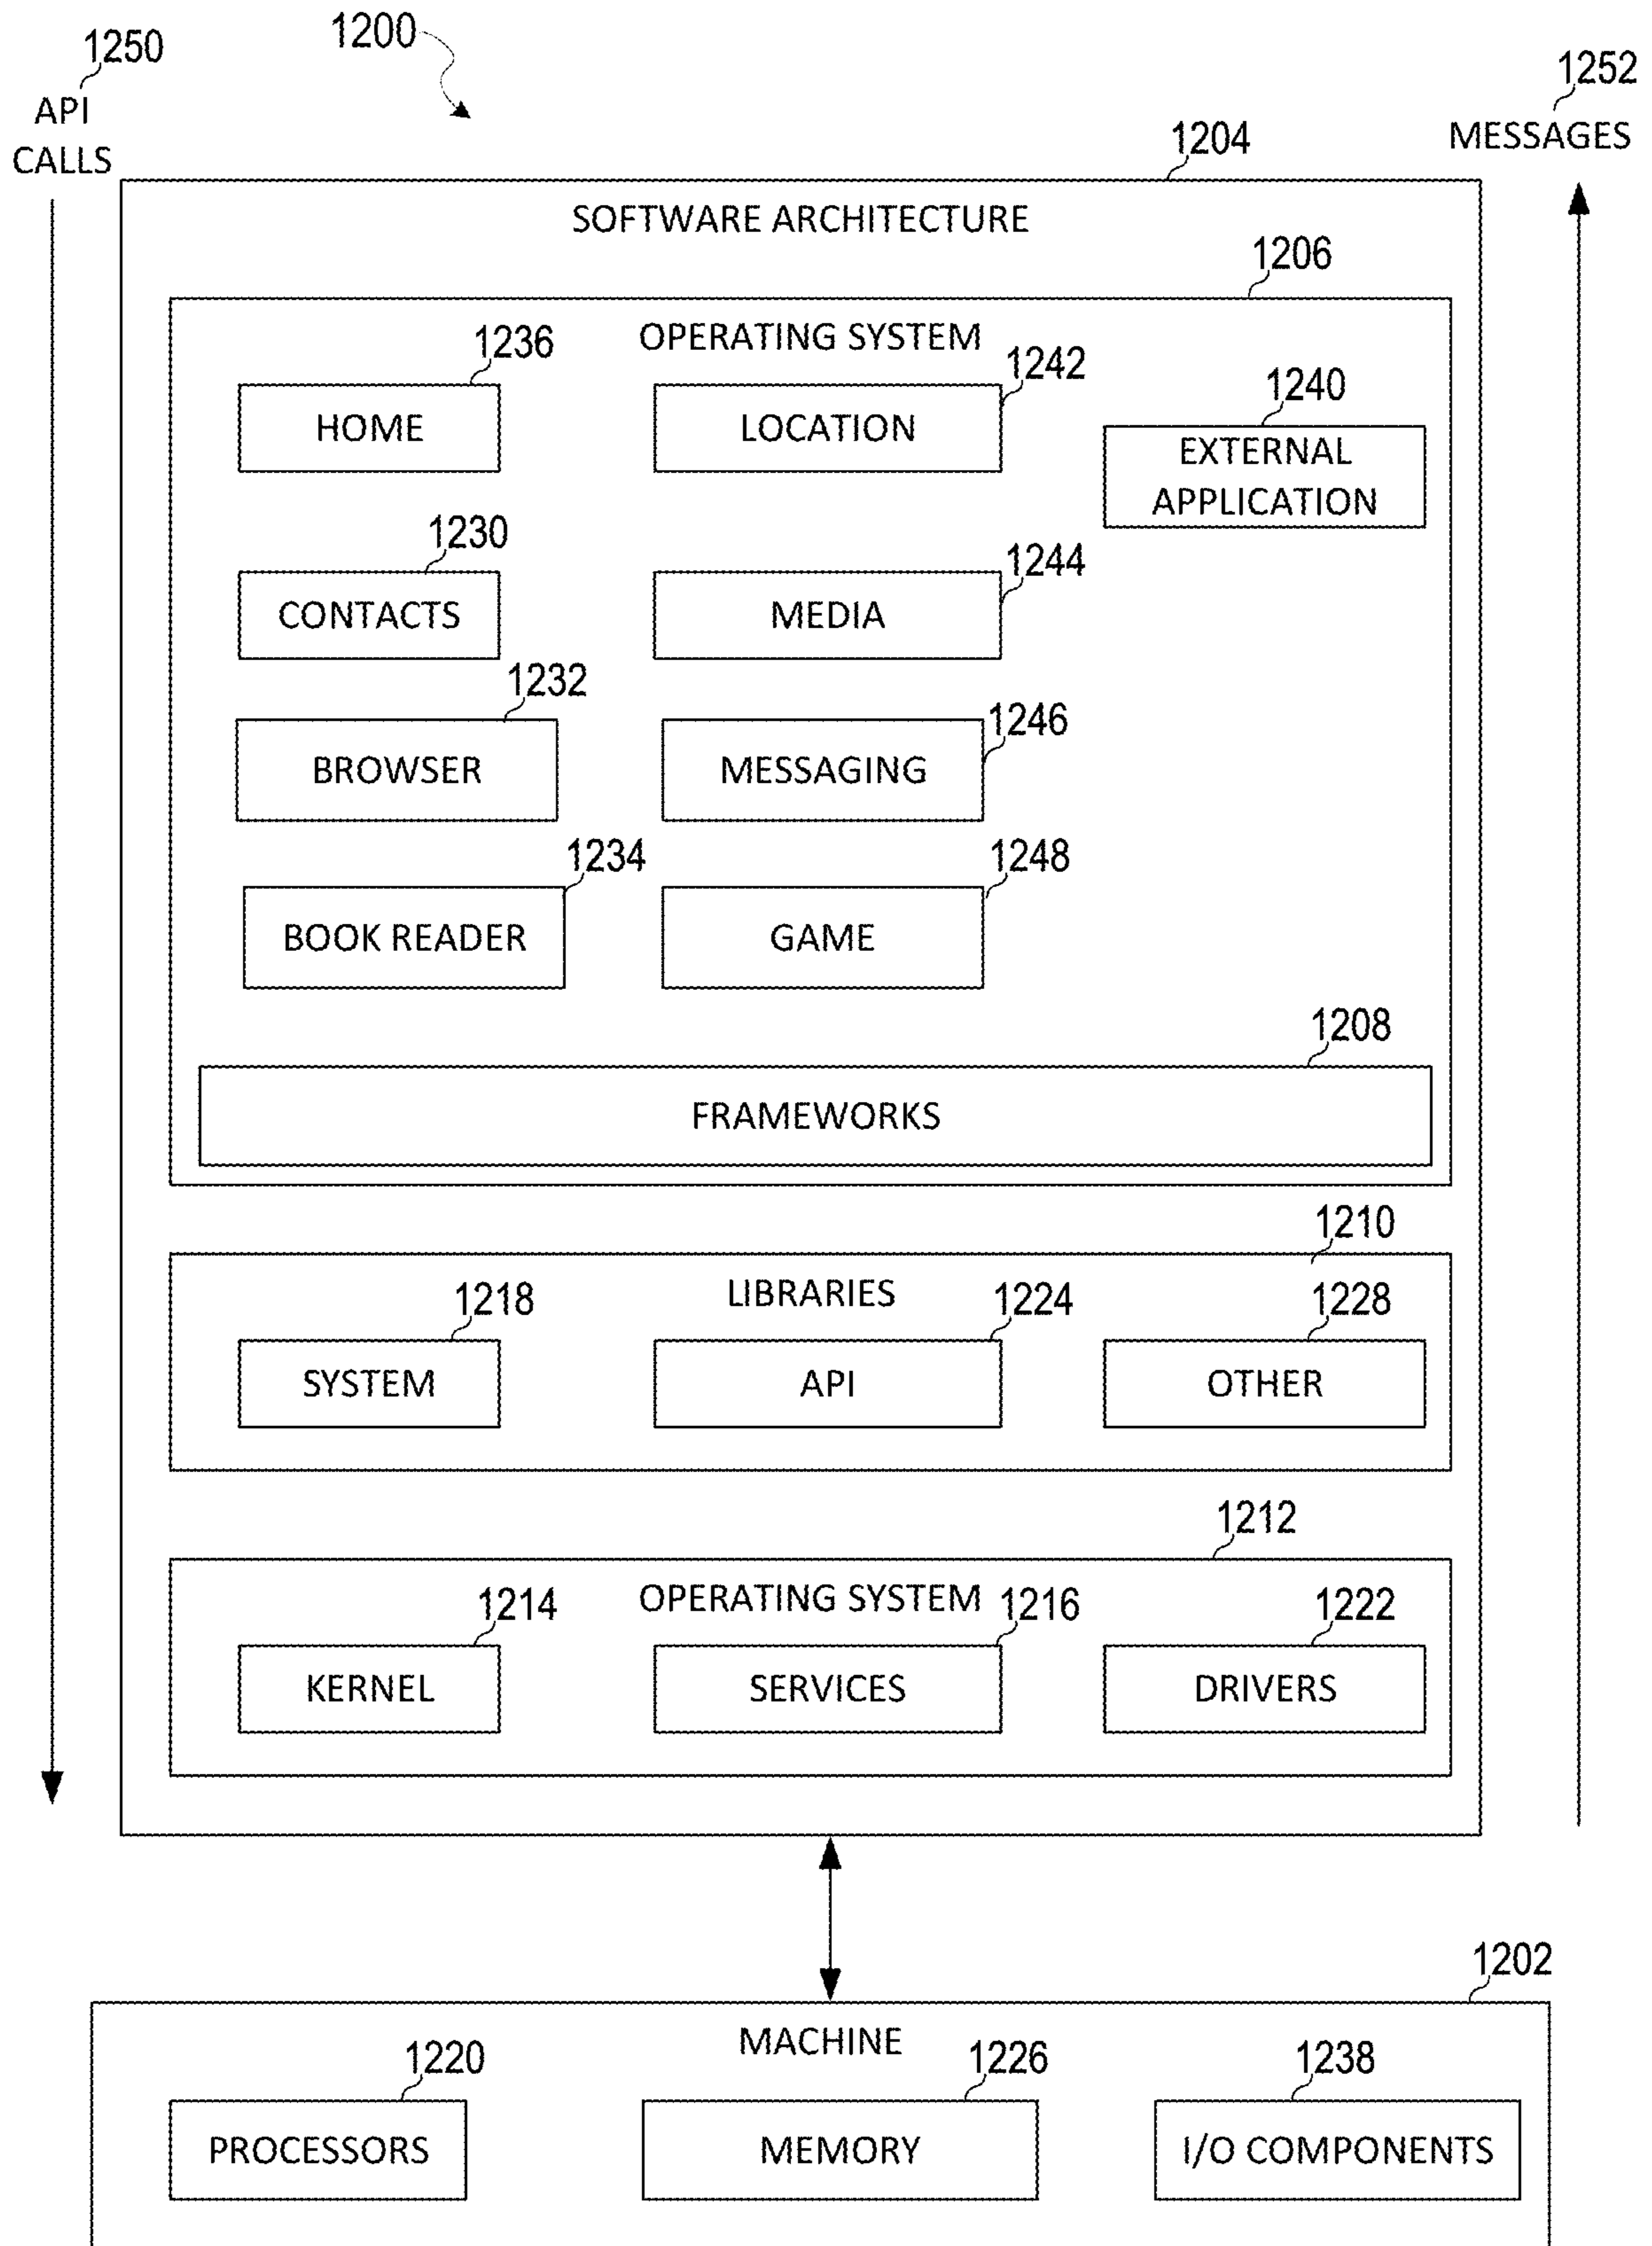 1250
1200
1252
API
CALLS
MESSAGES
1204
SOFTWARE ARCHITECTURE
1206
OPERATING SYSTEM
1236
1242
1240
HOME
LOCATION
EXTERNAL
APPLICATION
1230
1244
CONTACTS
MEDIA
1232
1246
BROWSER
MESSAGING
1234
1248
BOOK READER
GAME
1208
FRAMEWORKS
1210
LIBRARIES
1218
1224
1228
SYSTEM
API
OTHER
1212
OPERATING SYSTEM
1214
1216
1222
KERNEL
SERVICES
DRIVERS
1202
MACHINE
1220
1226
1238
PROCESSORS
MEMORY
I/O COMPONENTS